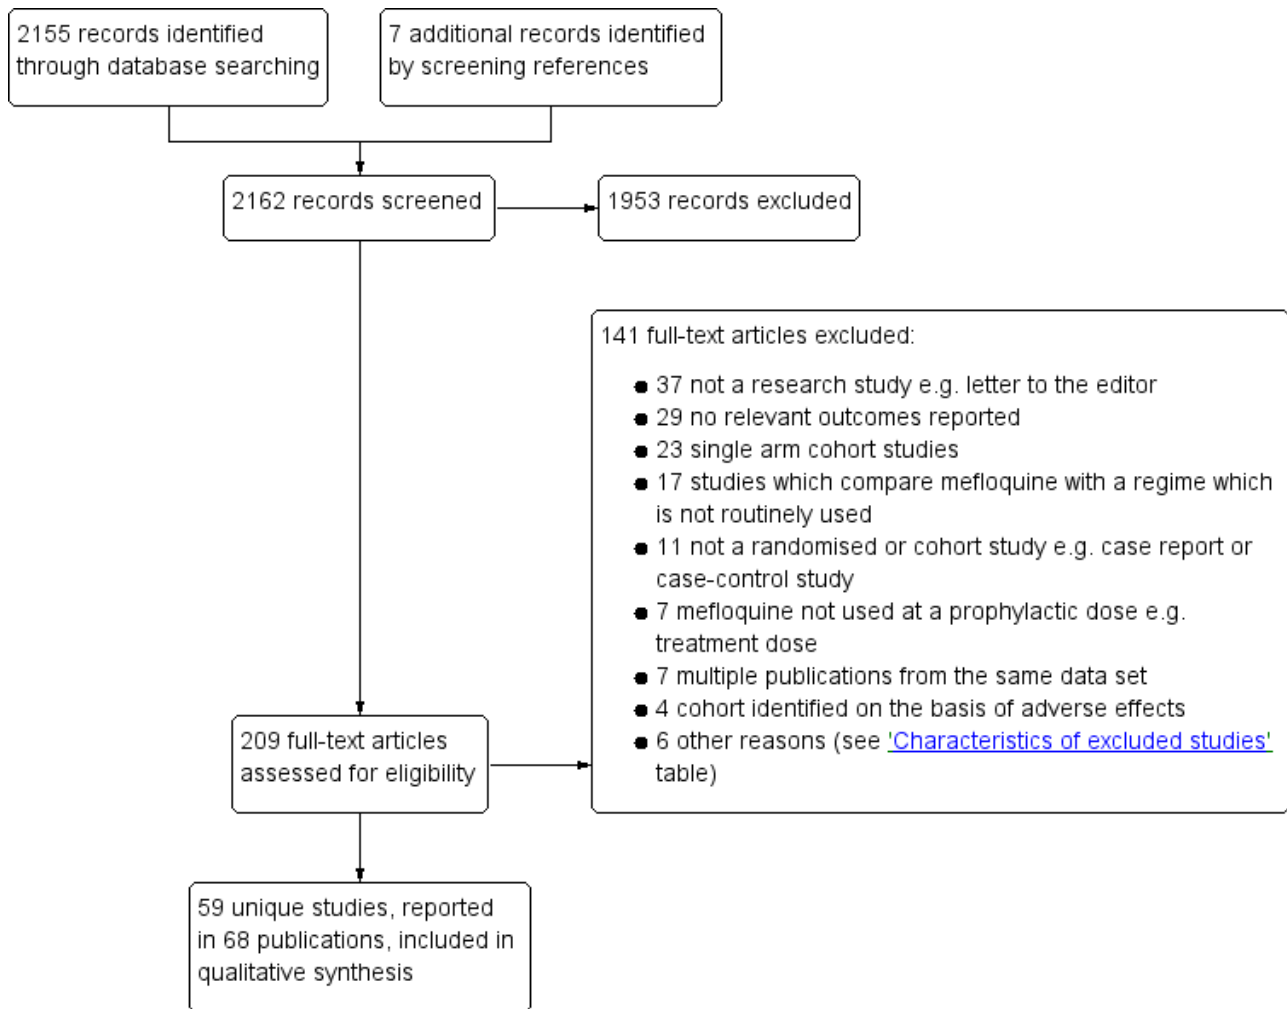 2155 records identified
through database searching
7 additional records identified
by screening references
2162 records screened
1953 records excluded
141 full-text articles excluded:
● 37 not a research study e.g. letter to the editor
● 29 no relevant outcomes reported
● 23 single arm cohort studies
● 17 studies which compare mefloquine with a regime which
is not routinely used
● 11 not a randomised or cohort study e.g. case report or
case-control study
● 7 mefloquine not used at a prophylactic dose e.g.
treatment dose
● 7 multiple publications from the same data set
● 4 cohort identified on the basis of adverse effects
● 6 other reasons (see 'Characteristics of excluded studies'
table)
209 full-text articles
assessed for eligibility
59 unique studies, reported
in 68 publications, included in
qualitative synthesis